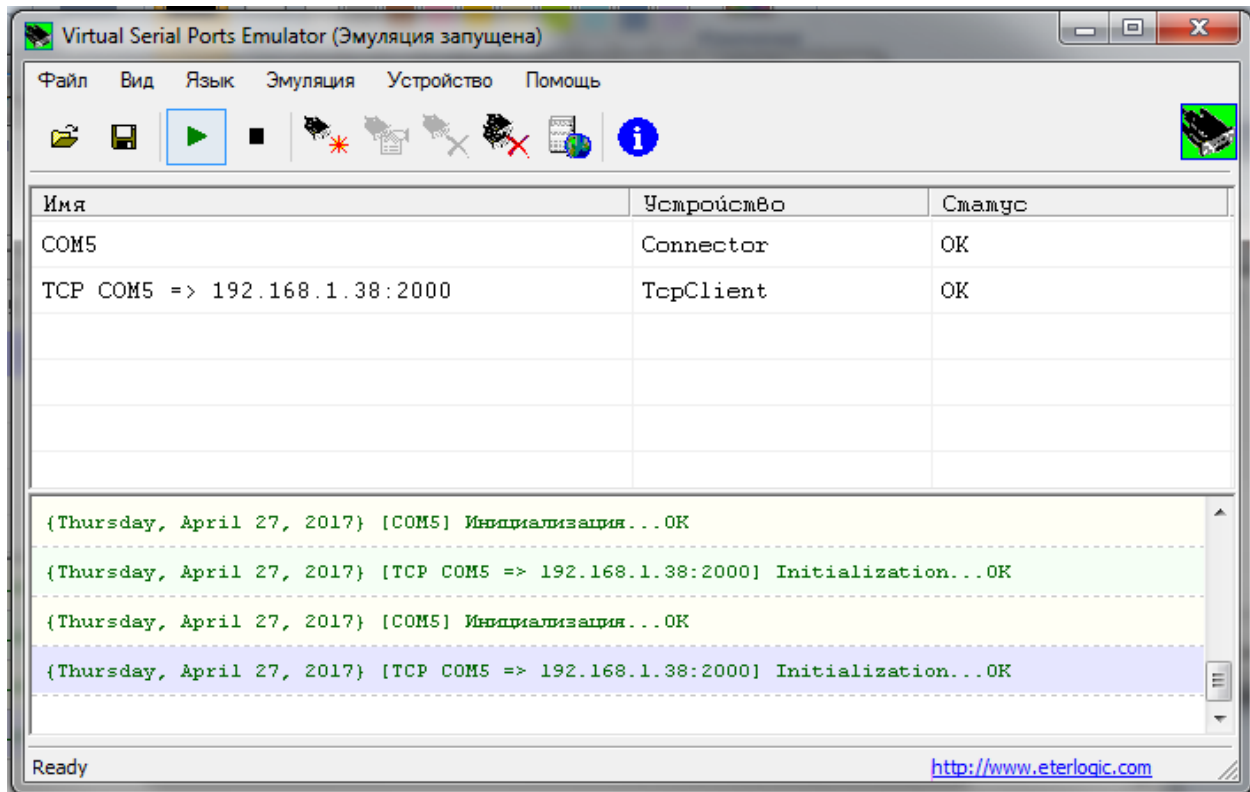 Virtual Serial Ports Emulator (Эмуляция запущена)
Файл Вид Язык Эмуляция Устройство Помощь
Имя Устройство Статус
COM5 Connector OK
TCP COM5 => 192.168.1.38:2000 TcpClient OK
{Thursday, April 27, 2017} [COM5] Инициализация...OK
{Thursday, April 27, 2017} [TCP COM5 => 192.168.1.38:2000] Initialization...OK
{Thursday, April 27, 2017} [COM5] Инициализация...OK
{Thursday, April 27, 2017} [TCP COM5 => 192.168.1.38:2000] Initialization...OK
Ready http://www.eterlogic.com